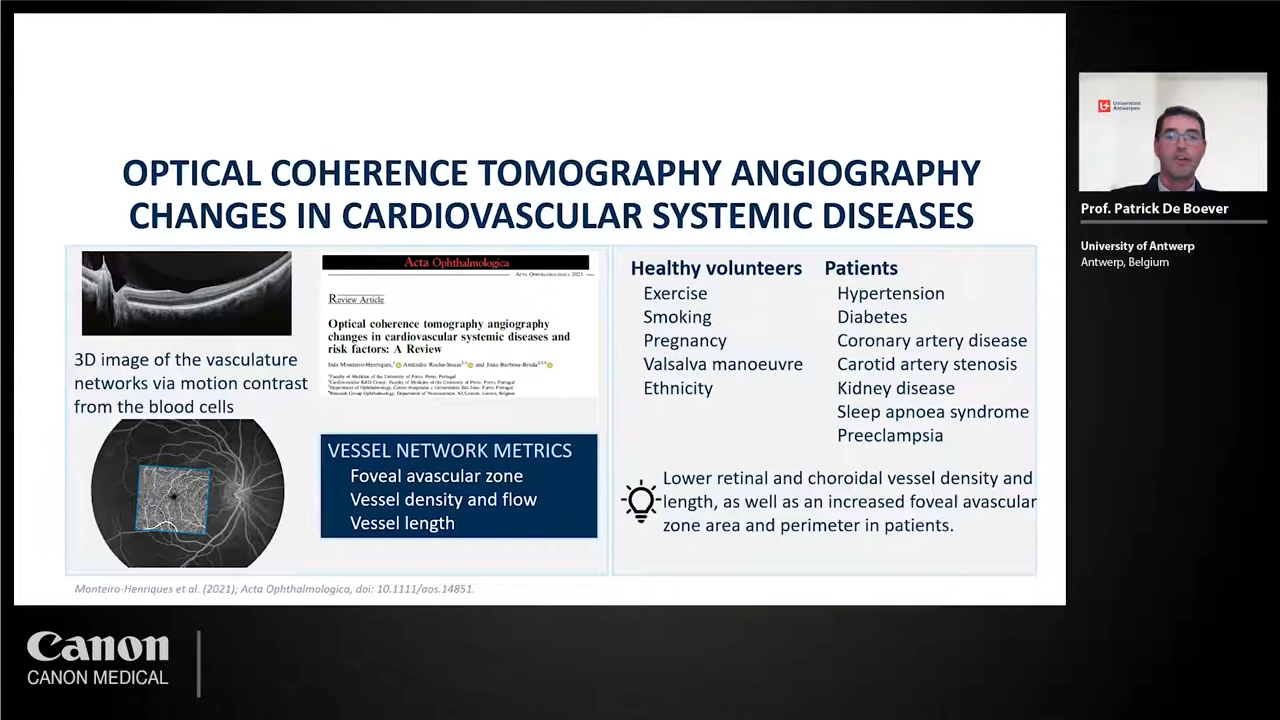 OPTICAL COHERENCE TOMOGRAPHY ANGIOGRAPHY
CHANGES IN CARDIOVASCULAR SYSTEMIC DISEASES
3D image of the vasculature
networks via motion contrast
from the blood cells
Acta Ophthalmologica
ACTA OPHTHALMOLOGICA 2021
Review Article
Optical coherence tomography angiography
changes in cardiovascular systemic diseases and
risk factors: A Review
VESSEL NETWORK METRICS
Foveal avascular zone
Vessel density and flow
Vessel length
Healthy volunteers
Exercise
Smoking
Pregnancy
Valsalva manoeuvre
Ethnicity
Patients
Hypertension
Diabetes
Coronary artery disease
Carotid artery stenosis
Kidney disease
Sleep apnoea syndrome
Preeclampsia
Lower retinal and choroidal vessel density and
length, as well as an increased foveal avascular
zone area and perimeter in patients.
Monteiro-Henriques et al. (2021); Acta Ophthalmologica, doi: 10.1111/aos.14851.
Universiteit
Antwerpen
Prof. Patrick De Boever
University of Antwerp
Antwerp, Belgium
Canon
CANON MEDICAL